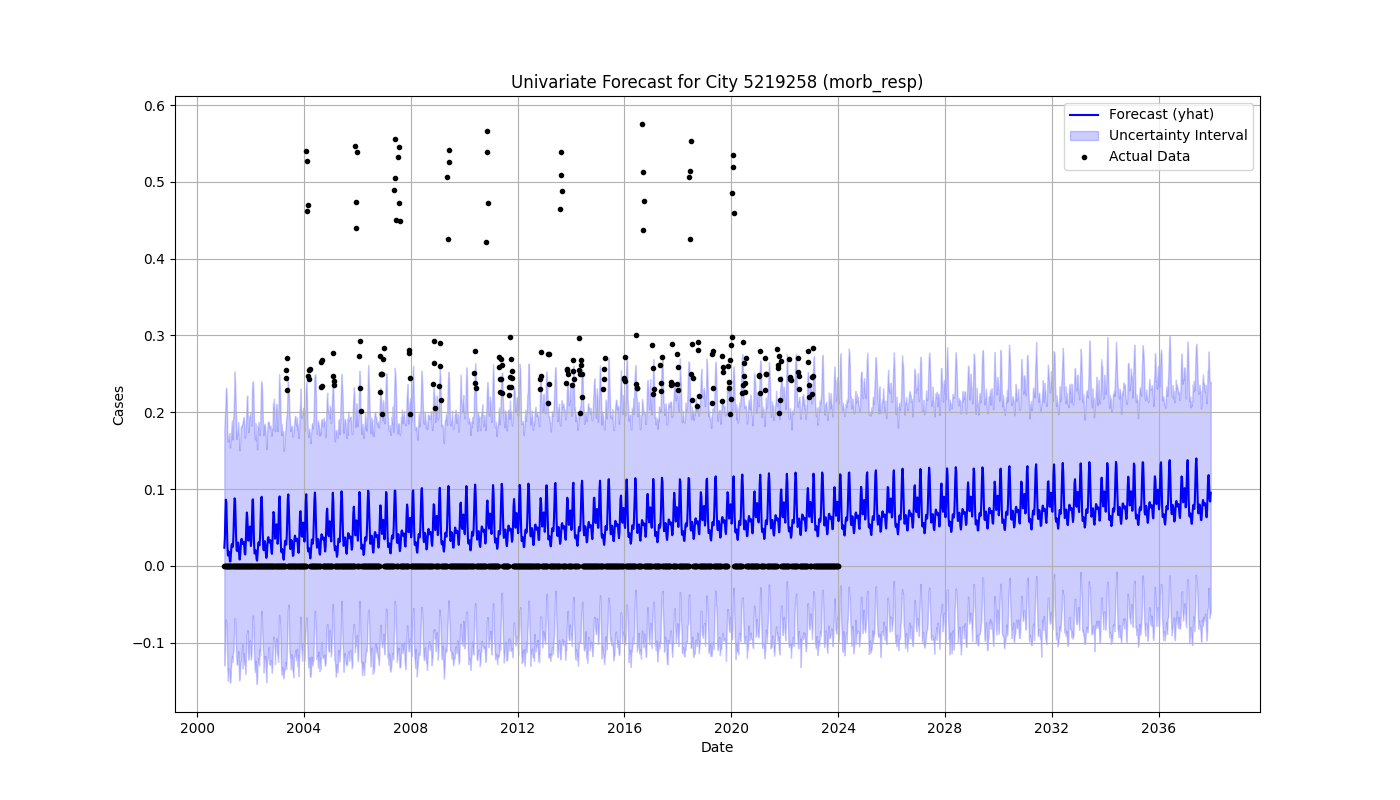 Univariate Forecast for City 5219258 (morb_resp)
Forecast (yhat)
Uncertainty Interval
Actual Data
0.6
0.5
0.4
0.3
0.2
0.1
0.0
−0.1
Cases
2000 2004 2008 2012 2016 2020 2024 2028 2032 2036
Date